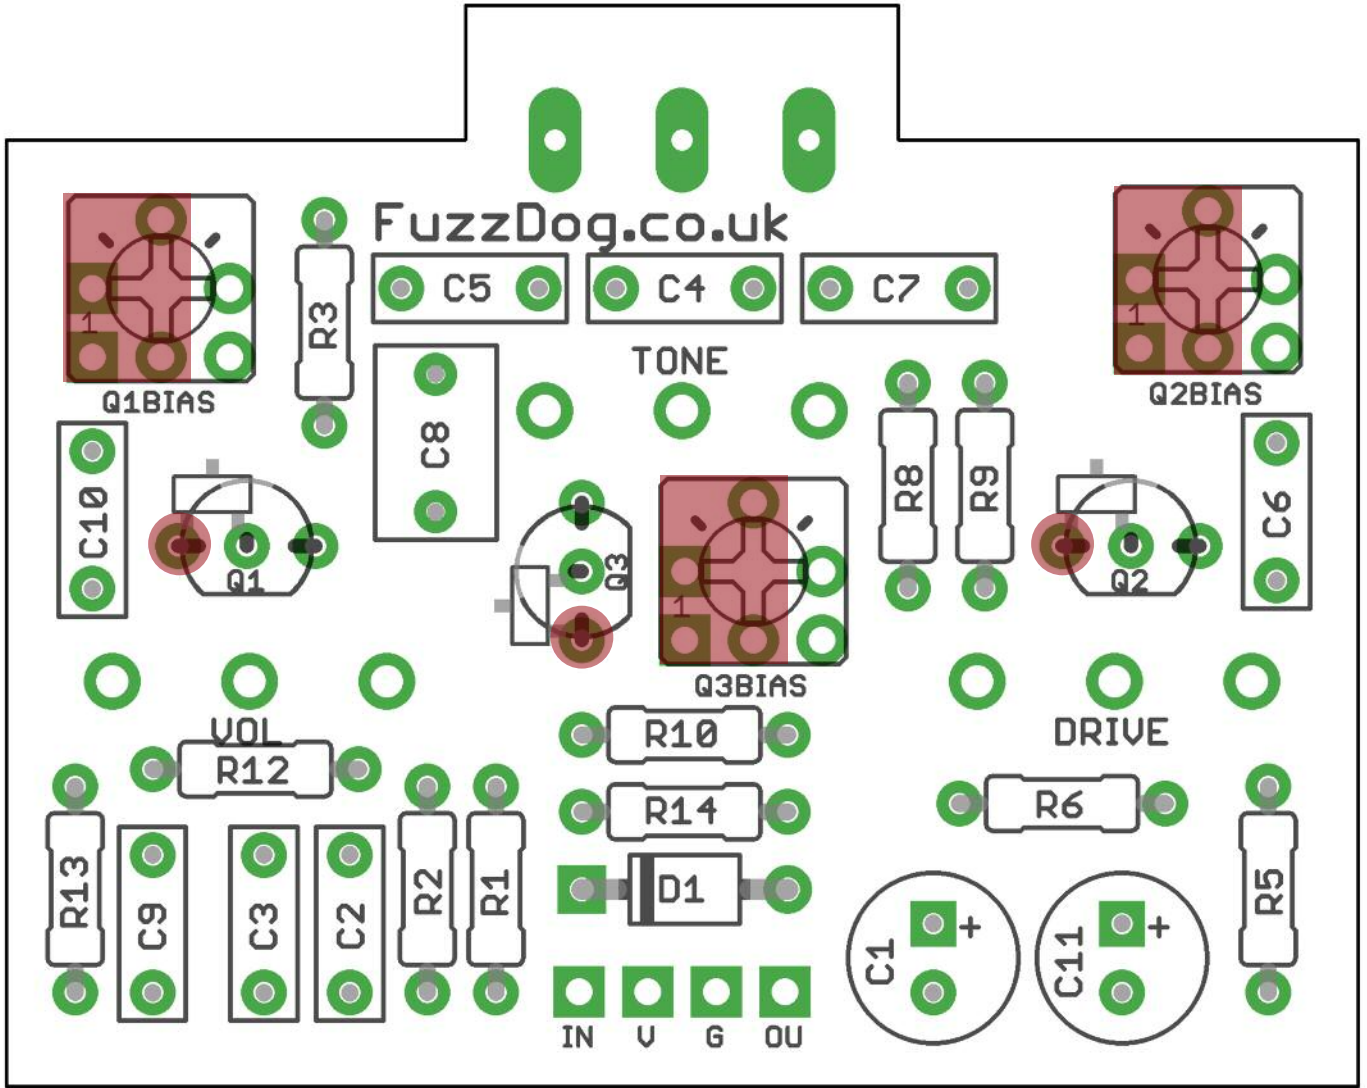 FuzzDog.co.uk
C5
C4
C7
R3
1
Q1BIAS
TONE
1
Q2BIAS
C8
R8
R9
C10
C6
Q1
Q3
1
Q2
Q3BIAS
VOL
R10
DRIVE
R12
R14
R6
R13
C9
C3
C2
R2
R1
D1
C1
+
C11
+
R5
IN
V
G
OU